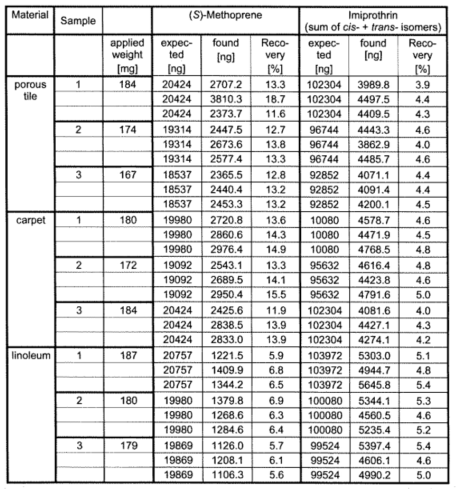 Material Sample (S)-Methoprene Imiprothrin
(sum of cis- + trans- isomers)
applied weight [mg] expec-ted [ng] found [ng] Reco-very [%] expec-ted [ng] found [ng] Reco-very [%]
porous tile 1 184 20424 2707.2 13.3 102304 3989.8 3.9
20424 3810.3 18.7 102304 4497.5 4.4
20424 2373.7 11.6 102304 4409.5 4.3
2 174 19314 2447.5 12.7 96744 4443.3 4.6
19314 2673.6 13.8 96744 3862.9 4.0
19314 2577.4 13.3 96744 4485.7 4.6
3 167 18537 2365.5 12.8 92852 4071.1 4.4
18537 2440.4 13.2 92852 4091.4 4.4
18537 2453.3 13.2 92852 4200.1 4.5
carpet 1 180 19980 2720.8 13.6 10080 4578.7 4.6
19980 2860.6 14.3 10080 4471.9 4.5
19980 2976.4 14.9 10080 4768.5 4.8
2 172 19092 2543.1 13.3 95632 4616.4 4.8
19092 2689.5 14.1 95632 4423.8 4.6
19092 2950.4 15.5 95632 4791.6 5.0
3 184 20424 2425.6 11.9 102304 4081.6 4.0
20424 2838.5 13.9 102304 4427.1 4.3
20424 2833.0 13.9 102304 4274.1 4.2
linoleum 1 187 20757 1221.5 5.9 103972 5303.0 5.1
20757 1409.9 6.8 103972 4944.7 4.8
20757 1344.2 6.5 103972 5645.8 5.4
2 180 19980 1379.8 6.9 100080 5344.1 5.3
19980 1268.6 6.3 100080 4560.5 4.6
19980 1284.6 6.4 100080 5235.4 5.2
3 179 19869 1126.0 5.7 99524 5397.4 5.4
19869 1208.1 6.1 99524 4606.1 4.6
19869 1106.3 5.6 99524 4990.2 5.0